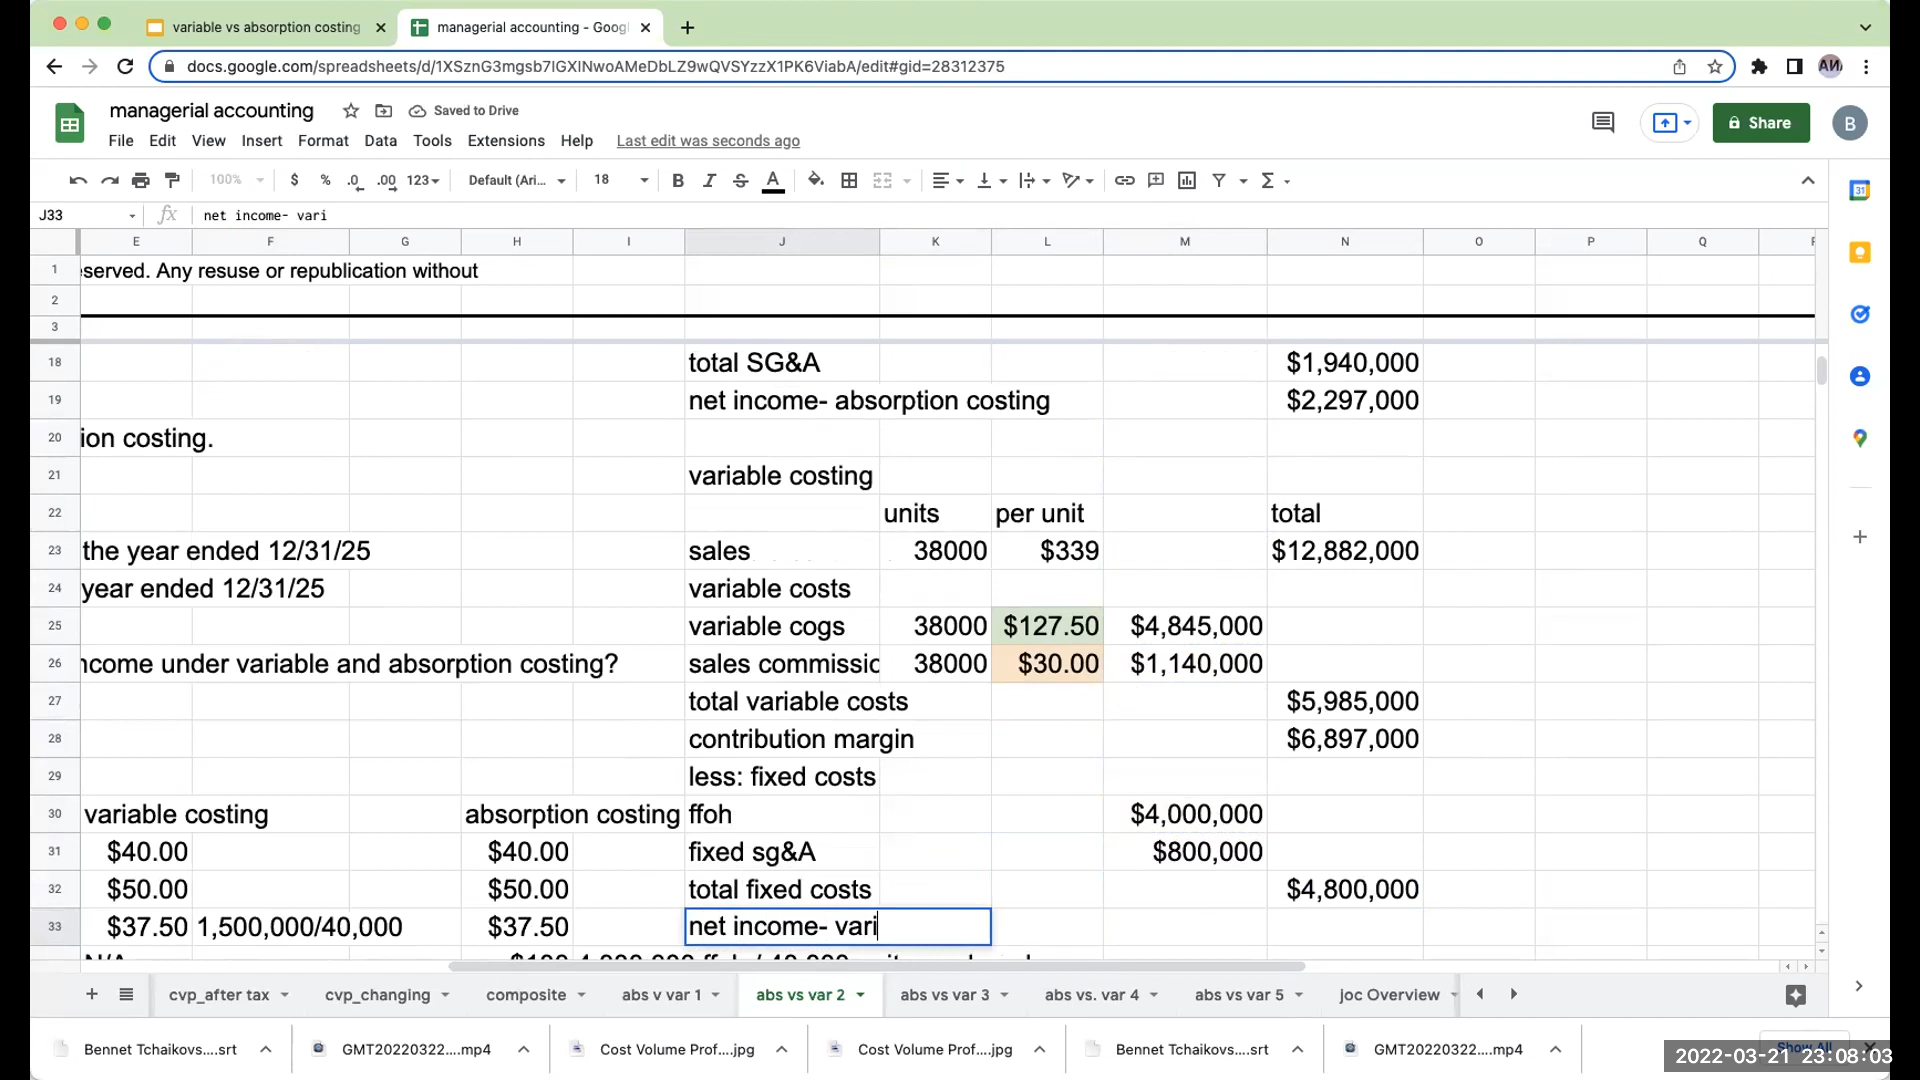 variable vs absorption costing
managerial accounting - Goog
docs.google.com/spreadsheets/d/1XSznG3mgsb7lGXlNwoAMeDbLZ9wQVSYzzX1PK6ViabA/edit#gid=28312375
managerial accounting Saved to Drive
File Edit View Insert Format Data Tools Extensions Help Last edit was seconds ago
Share B
100% $ % .0 .00 123 Default (Ari... 18 B I S A
J33 fx net income- vari
E F G H I J K L M N O P Q
1 served. Any resuse or republication without
2
3
18 total SG&A $1,940,000
19 net income- absorption costing $2,297,000
20 ion costing.
21 variable costing
22 units per unit total
23 the year ended 12/31/25 sales 38000 $339 $12,882,000
24 year ended 12/31/25 variable costs
25 variable cogs 38000 $127.50 $4,845,000
26 ncome under variable and absorption costing? sales commissic 38000 $30.00 $1,140,000
27 total variable costs $5,985,000
28 contribution margin $6,897,000
29 less: fixed costs
30 variable costing absorption costing ffoh $4,000,000
31 $40.00 $40.00 fixed sg&A $800,000
32 $50.00 $50.00 total fixed costs $4,800,000
33 $37.50 1,500,000/40,000 $37.50 net income- vari
cvp_after tax cvp_changing composite abs v var 1 abs vs var 2 abs vs var 3 abs vs. var 4 abs vs var 5 joc Overview
Bennet Tchaikovs....srt GMT20220322....mp4 Cost Volume Prof....jpg Cost Volume Prof....jpg Bennet Tchaikovs....srt GMT20220322....mp4 Show All
2022-03-21 23:08:03